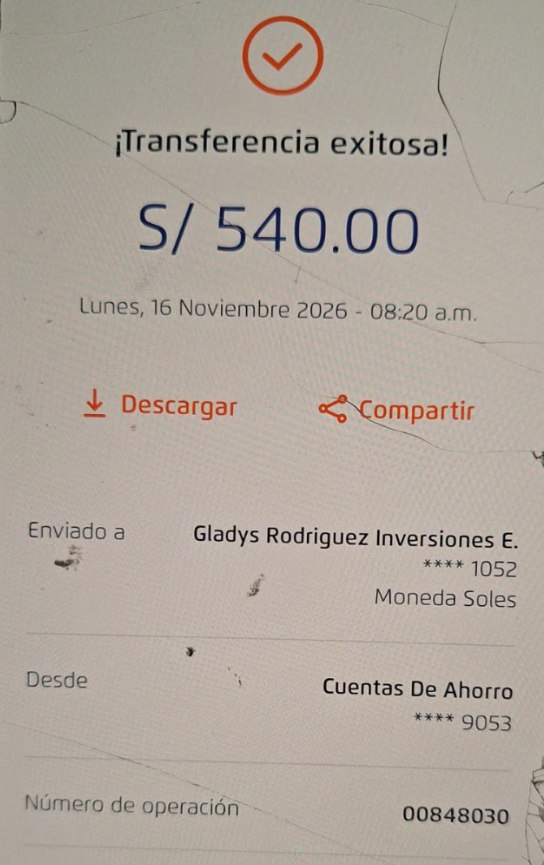 ¡Transferencia exitosa!
S/ 540.00
Lunes, 16 Noviembre 2026 - 08:20 a.m.
Descargar
Compartir
Enviado a
Gladys Rodriguez Inversiones E.
**** 1052
Moneda Soles
Desde
Cuentas De Ahorro
**** 9053
Número de operación
00848030